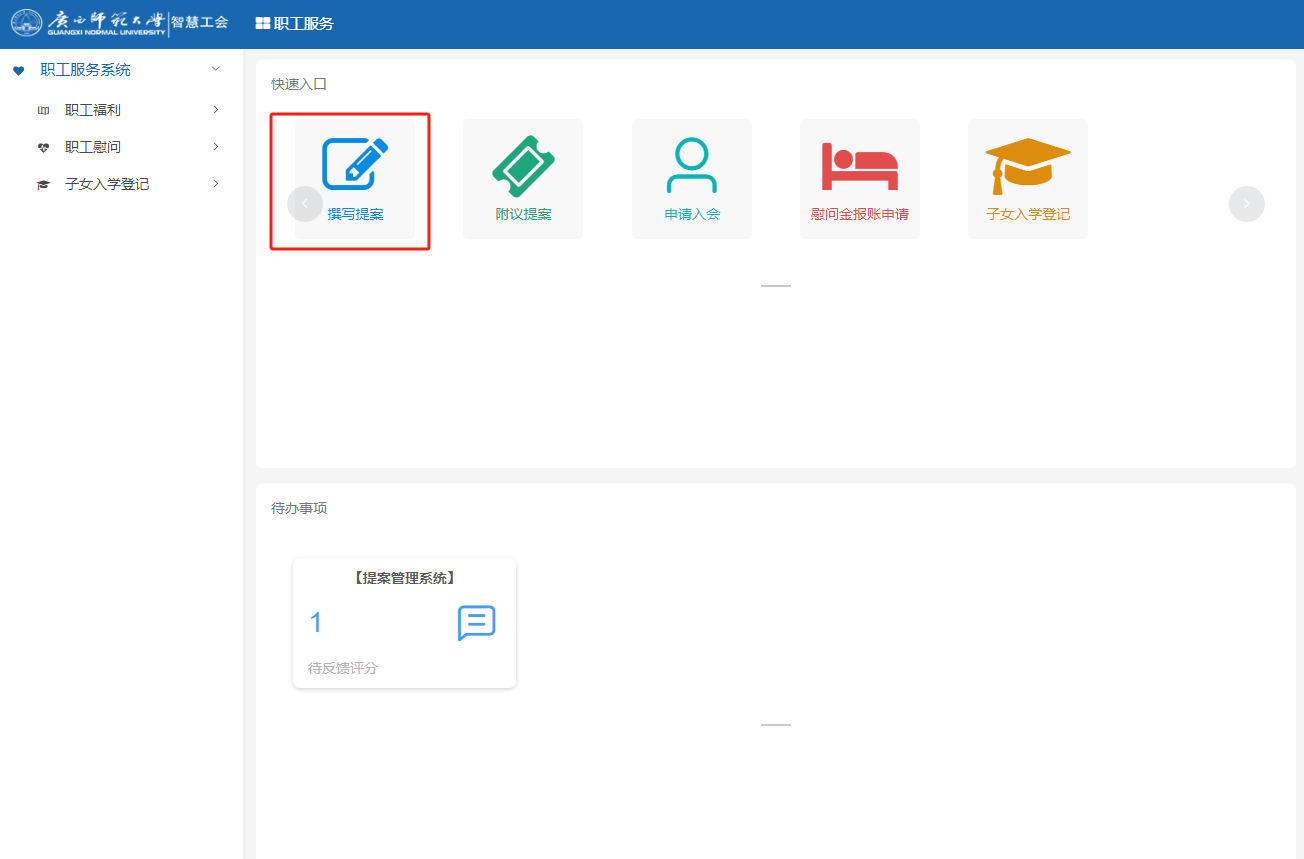 广西师范大学
GUANGXI NORMAL UNIVERSITY
智慧工会
职工服务
职工服务系统
职工福利
职工慰问
子女入学登记
快速入口
撰写提案
附议提案
申请入会
慰问金报账申请
子女入学登记
待办事项
【提案管理系统】
1
待反馈评分